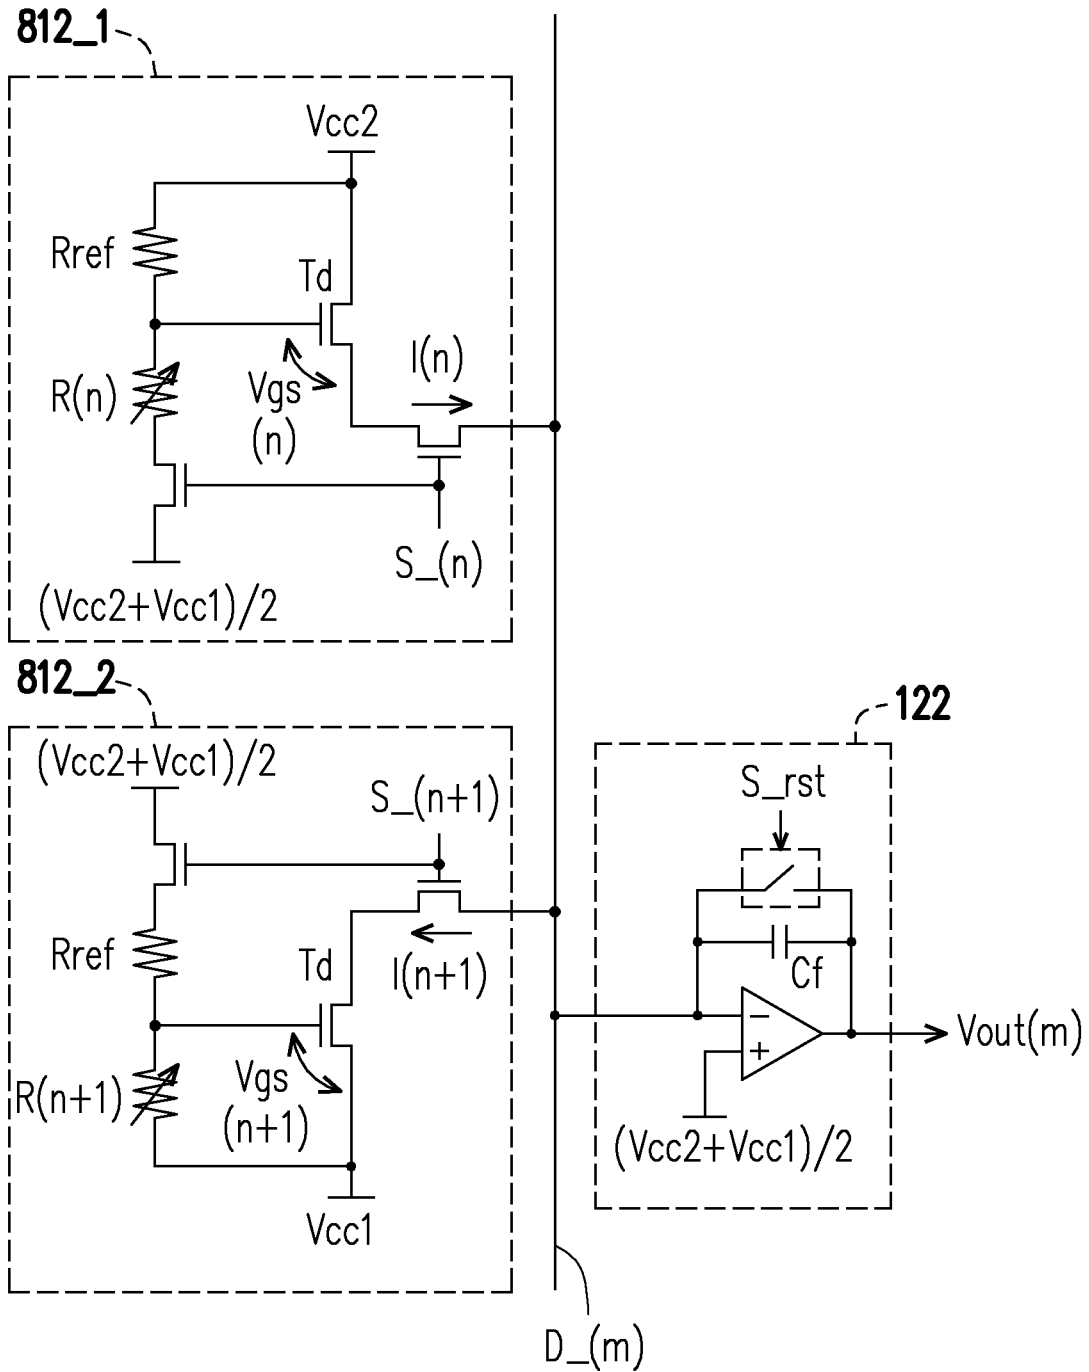 812_1
Vcc2
Rref
Td
I(n)
R(n)
Vgs
(n)
S_(n)
(Vcc2+Vcc1)/2
812_2
(Vcc2+Vcc1)/2
S_(n+1)
Rref
Td
I(n+1)
R(n+1)
Vgs
(n+1)
Vcc1
122
S_rst
Cf
−
+
Vout(m)
(Vcc2+Vcc1)/2
D_(m)